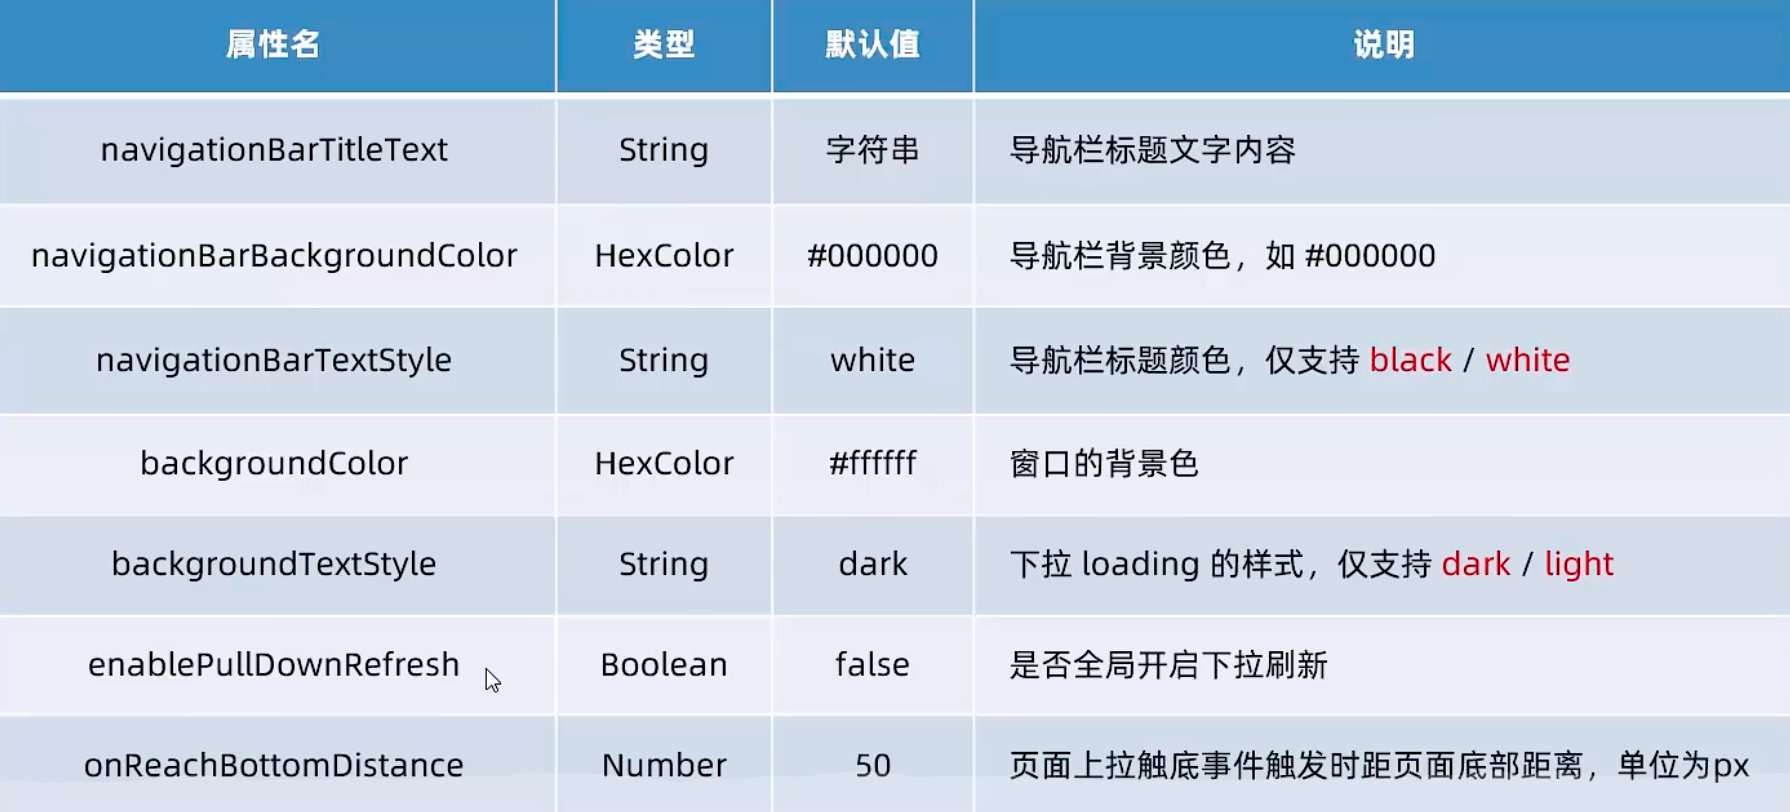 属性名 类型 默认值 说明
navigationBarTitleText String 字符串 导航栏标题文字内容
navigationBarBackgroundColor HexColor #000000 导航栏背景颜色，如 #000000
navigationBarTextStyle String white 导航栏标题颜色，仅支持 black / white
backgroundColor HexColor #ffffff 窗口的背景色
backgroundTextStyle String dark 下拉 loading 的样式，仅支持 dark / light
enablePullDownRefresh Boolean false 是否全局开启下拉刷新
onReachBottomDistance Number 50 页面上拉触底事件触发时距页面底部距离，单位为px